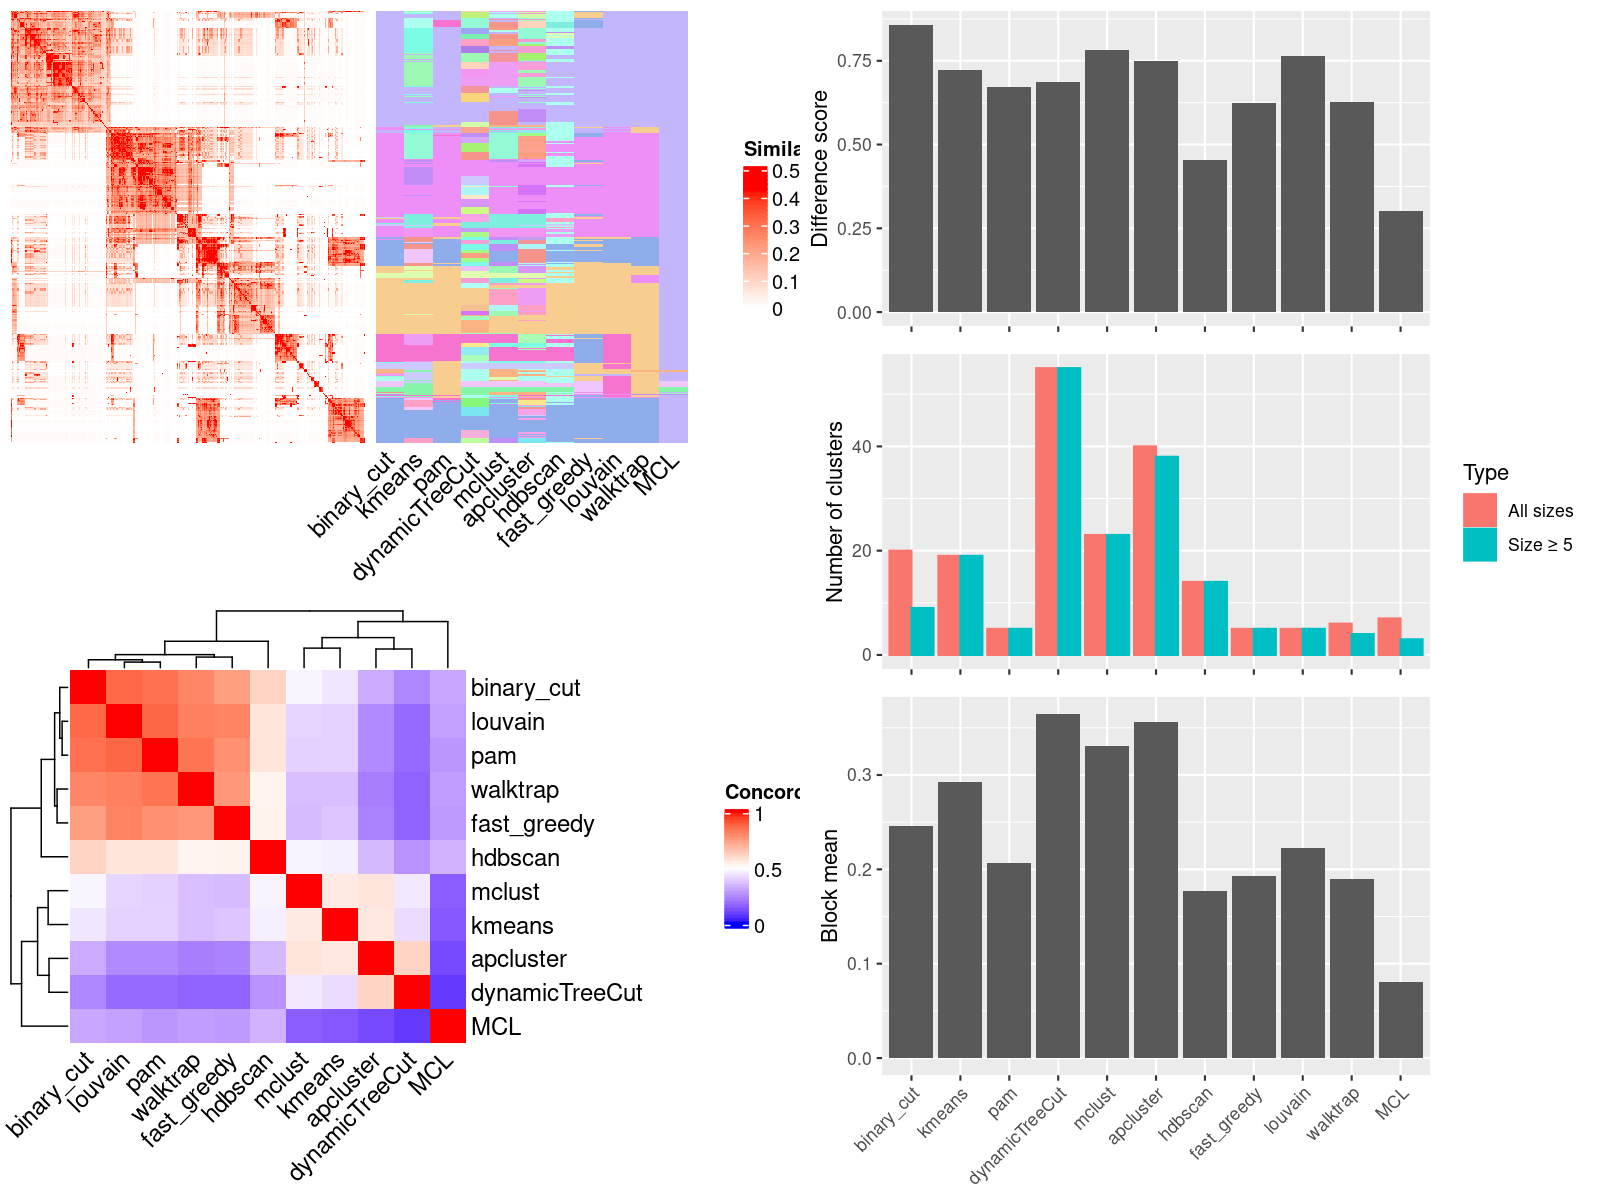 Simila
0.5
0.4
0.3
0.2
0.1
0
binary_cut
kmeans
pam
dynamicTreeCut
mclust
apcluster
hdbscan
fast_greedy
louvain
walktrap
MCL
binary_cut
louvain
pam
walktrap
fast_greedy
hdbscan
mclust
kmeans
apcluster
dynamicTreeCut
MCL
binary_cut
louvain
pam
walktrap
fast_greedy
hdbscan
mclust
kmeans
apcluster
dynamicTreeCut
MCL
Concord
1
0.5
0
Difference score
0.75
0.50
0.25
0.00
Number of clusters
40
20
0
Type
All sizes
Size ≥ 5
Block mean
0.3
0.2
0.1
0.0
binary_cut
kmeans
pam
dynamicTreeCut
mclust
apcluster
hdbscan
fast_greedy
louvain
walktrap
MCL